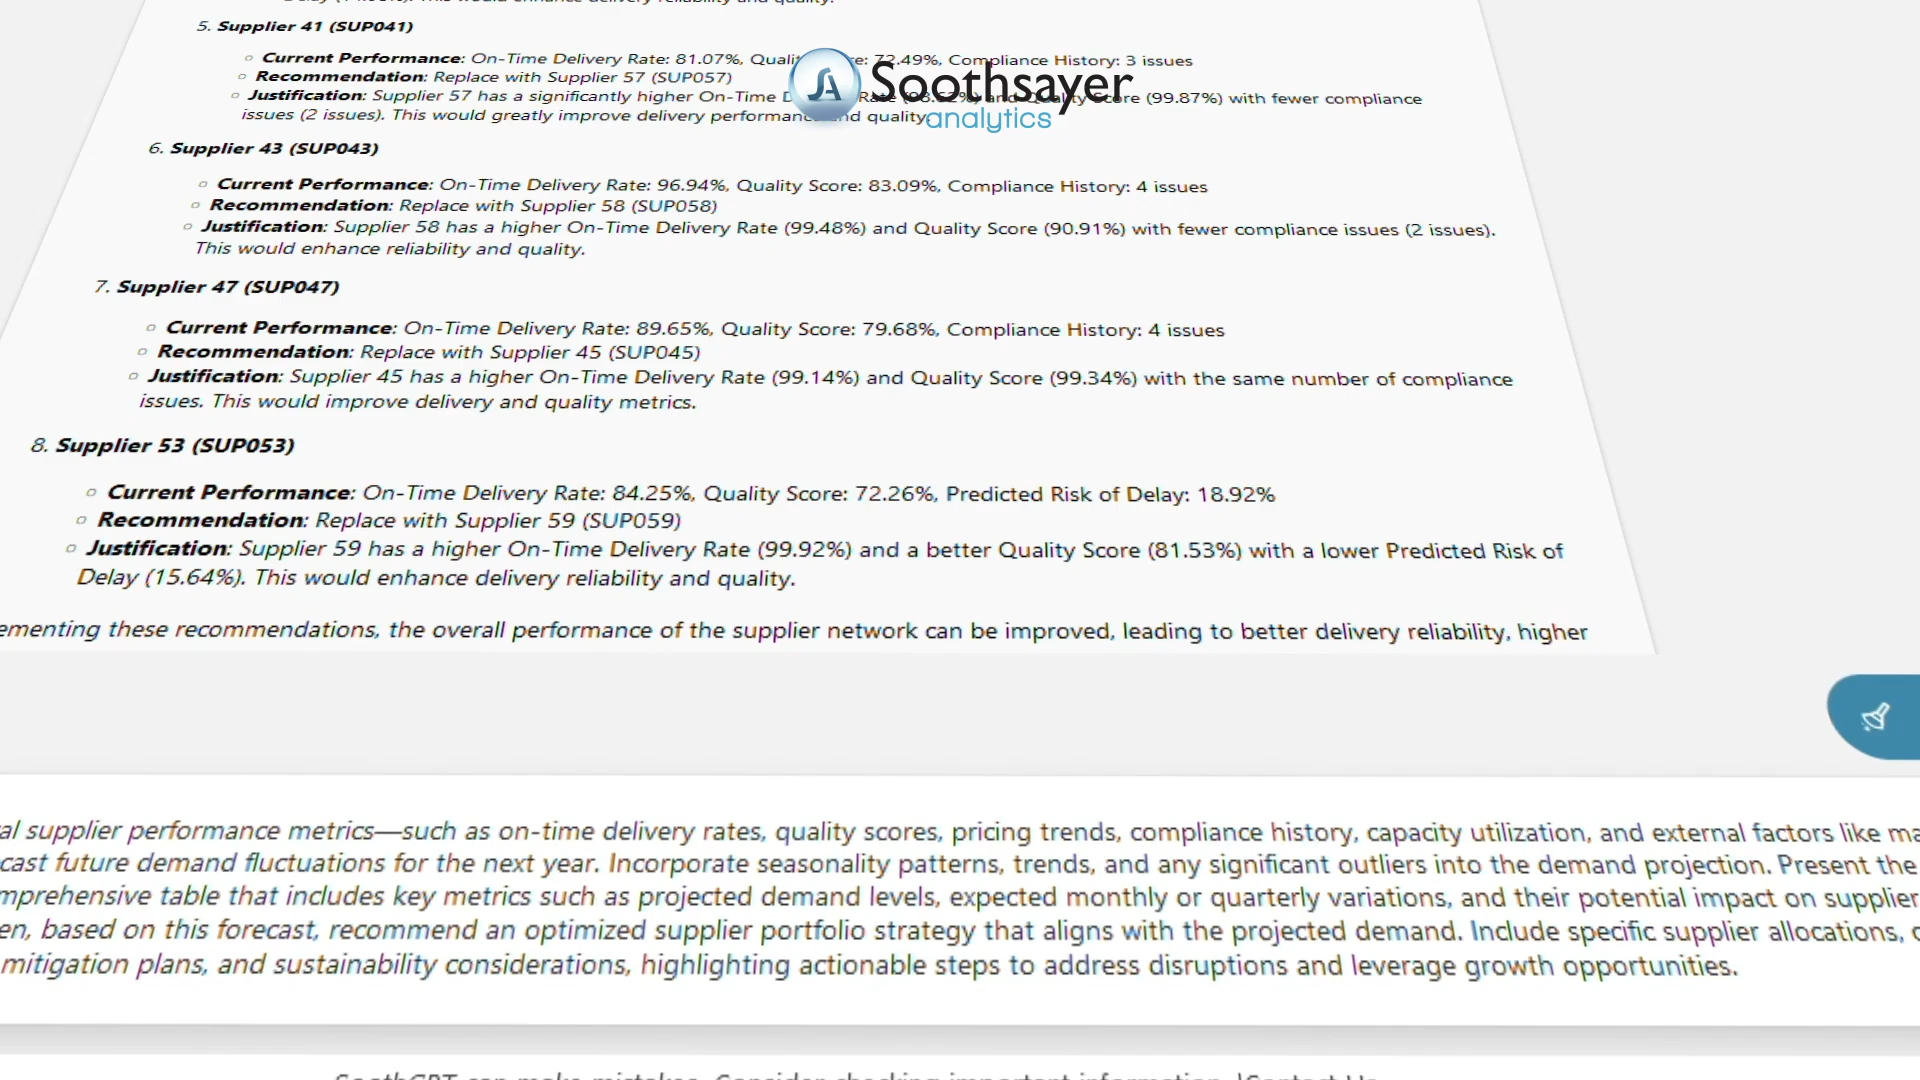 5. Supplier 41 (SUP041)
Current Performance: On-Time Delivery Rate: 81.07%, 72.49%, Compliance History: 3 issues
Recommendation: Replace with Supplier 57 (SUP057)
Justification: Supplier 57 has a significantly higher On-Time Rate and Quality Score (99.87%) with fewer compliance
issues (2 issues). This would greatly improve delivery performance and quality.
Soothsayer
analytics
6. Supplier 43 (SUP043)
Current Performance: On-Time Delivery Rate: 96.94%, Quality Score: 83.09%, Compliance History: 4 issues
Recommendation: Replace with Supplier 58 (SUP058)
Justification: Supplier 58 has a higher On-Time Delivery Rate (99.48%) and Quality Score (90.91%) with fewer compliance issues (2 issues).
This would enhance reliability and quality.
7. Supplier 47 (SUP047)
Current Performance: On-Time Delivery Rate: 89.65%, Quality Score: 79.68%, Compliance History: 4 issues
Recommendation: Replace with Supplier 45 (SUP045)
Justification: Supplier 45 has a higher On-Time Delivery Rate (99.14%) and Quality Score (99.34%) with the same number of compliance
issues. This would improve delivery and quality metrics.
8. Supplier 53 (SUP053)
Current Performance: On-Time Delivery Rate: 84.25%, Quality Score: 72.26%, Predicted Risk of Delay: 18.92%
Recommendation: Replace with Supplier 59 (SUP059)
Justification: Supplier 59 has a higher On-Time Delivery Rate (99.92%) and a better Quality Score (81.53%) with a lower Predicted Risk of
Delay (15.64%). This would enhance delivery reliability and quality.
ementing these recommendations, the overall performance of the supplier network can be improved, leading to better delivery reliability, higher
al supplier performance metrics—such as on-time delivery rates, quality scores, pricing trends, compliance history, capacity utilization, and external factors like ma
cast future demand fluctuations for the next year. Incorporate seasonality patterns, trends, and any significant outliers into the demand projection. Present the
mprehensive table that includes key metrics such as projected demand levels, expected monthly or quarterly variations, and their potential impact on supplier
en, based on this forecast, recommend an optimized supplier portfolio strategy that aligns with the projected demand. Include specific supplier allocations,
mitigation plans, and sustainability considerations, highlighting actionable steps to address disruptions and leverage growth opportunities.
SoothGPT can make mistakes. Consider checking important information. |Contact Us